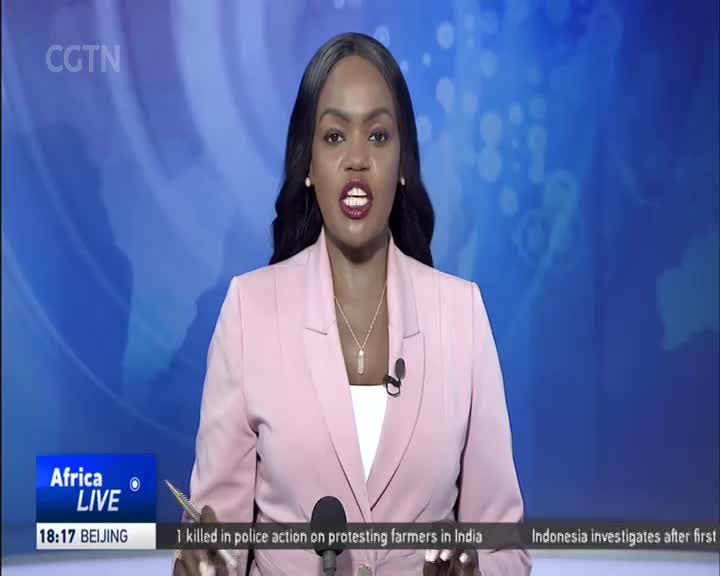 CGTN
Africa
LIVE
18:17 BEIJING
1 killed in police action on protesting farmers in India Indonesia investigates after first